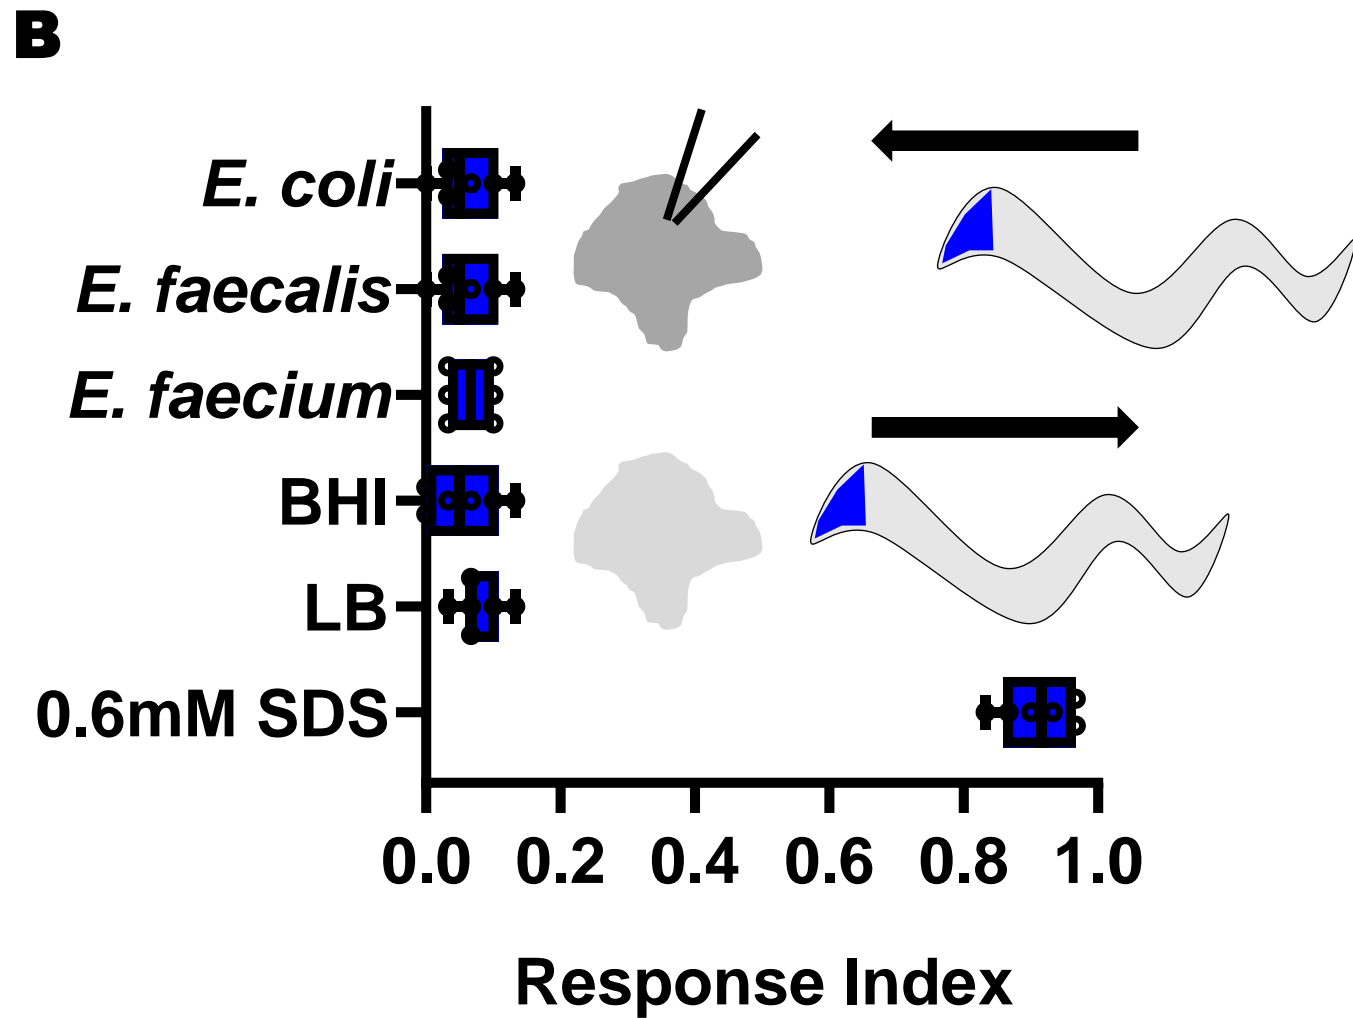 B
E. coli
E. faecalis
E. faecium
BHI
LB
0.6mM SDS
0.0 0.2 0.4 0.6 0.8 1.0
Response Index